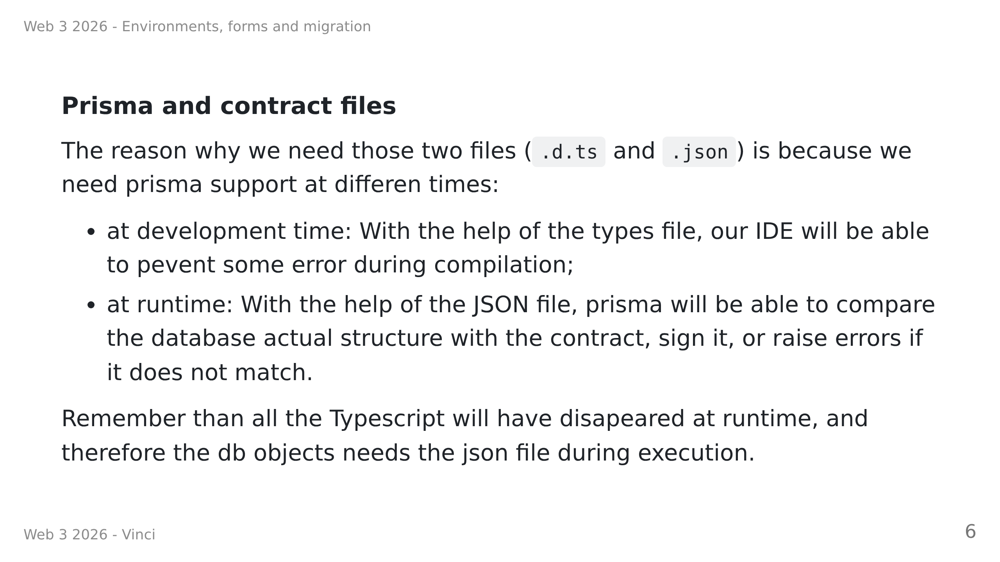 Web 3 2026 - Environments, forms and migration
Prisma and contract files
The reason why we need those two files ( .d.ts and .json ) is because we
need prisma support at differen times:
• at development time: With the help of the types file, our IDE will be able
to pevent some error during compilation;
• at runtime: With the help of the JSON file, prisma will be able to compare
the database actual structure with the contract, sign it, or raise errors if
it does not match.
Remember than all the Typescript will have disapeared at runtime, and
therefore the db objects needs the json file during execution.
Web 3 2026 - Vinci
6